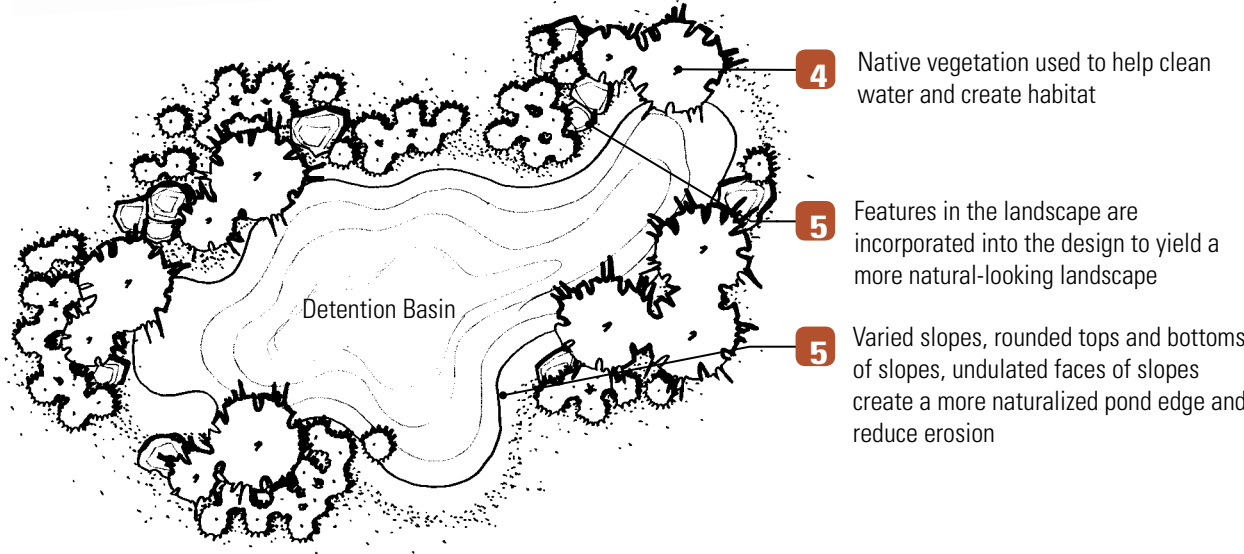 4
Native vegetation used to help clean
water and create habitat
5
Features in the landscape are
incorporated into the design to yield a
more natural-looking landscape
Detention Basin
5
Varied slopes, rounded tops and bottoms
of slopes, undulated faces of slopes
create a more naturalized pond edge and
reduce erosion